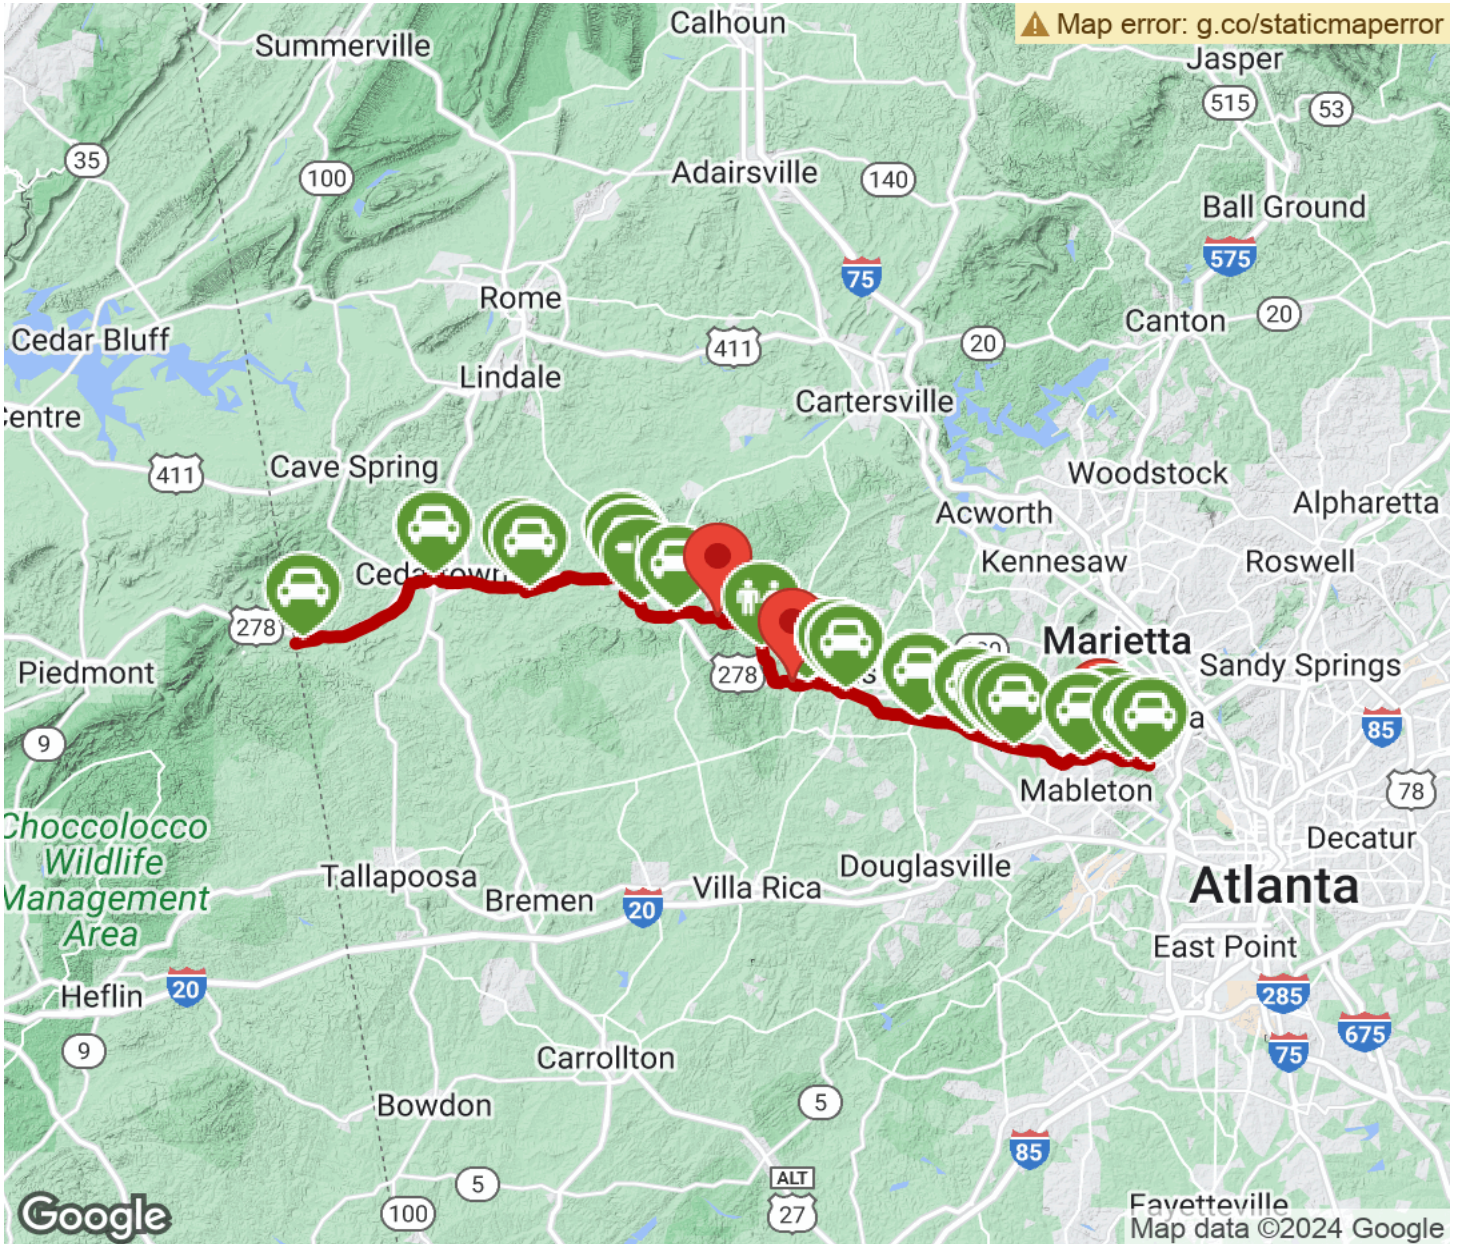 Calhoun
Map error: g.co/staticmaperror
Summerville
Jasper
515
53
35
100
Adairsville
140
Ball Ground
575
75
Rome
Canton
20
Cedar Bluff
411
20
Lindale
Cartersville
Centre
411
Cave Spring
Woodstock
Alpharetta
Acworth
Kennesaw
Roswell
278
Marietta
Piedmont
278
Sandy Springs
9
85
Mableton
78
Choccolocco
Wildlife
Management
Area
Decatur
Tallapoosa
Bremen
20
Villa Rica
Douglasville
Atlanta
East Point
Heflin
20
285
675
9
75
Carrollton
Bowdon
5
85
5
ALT
27
100
Fayetteville
Google
Map data ©2024 Google